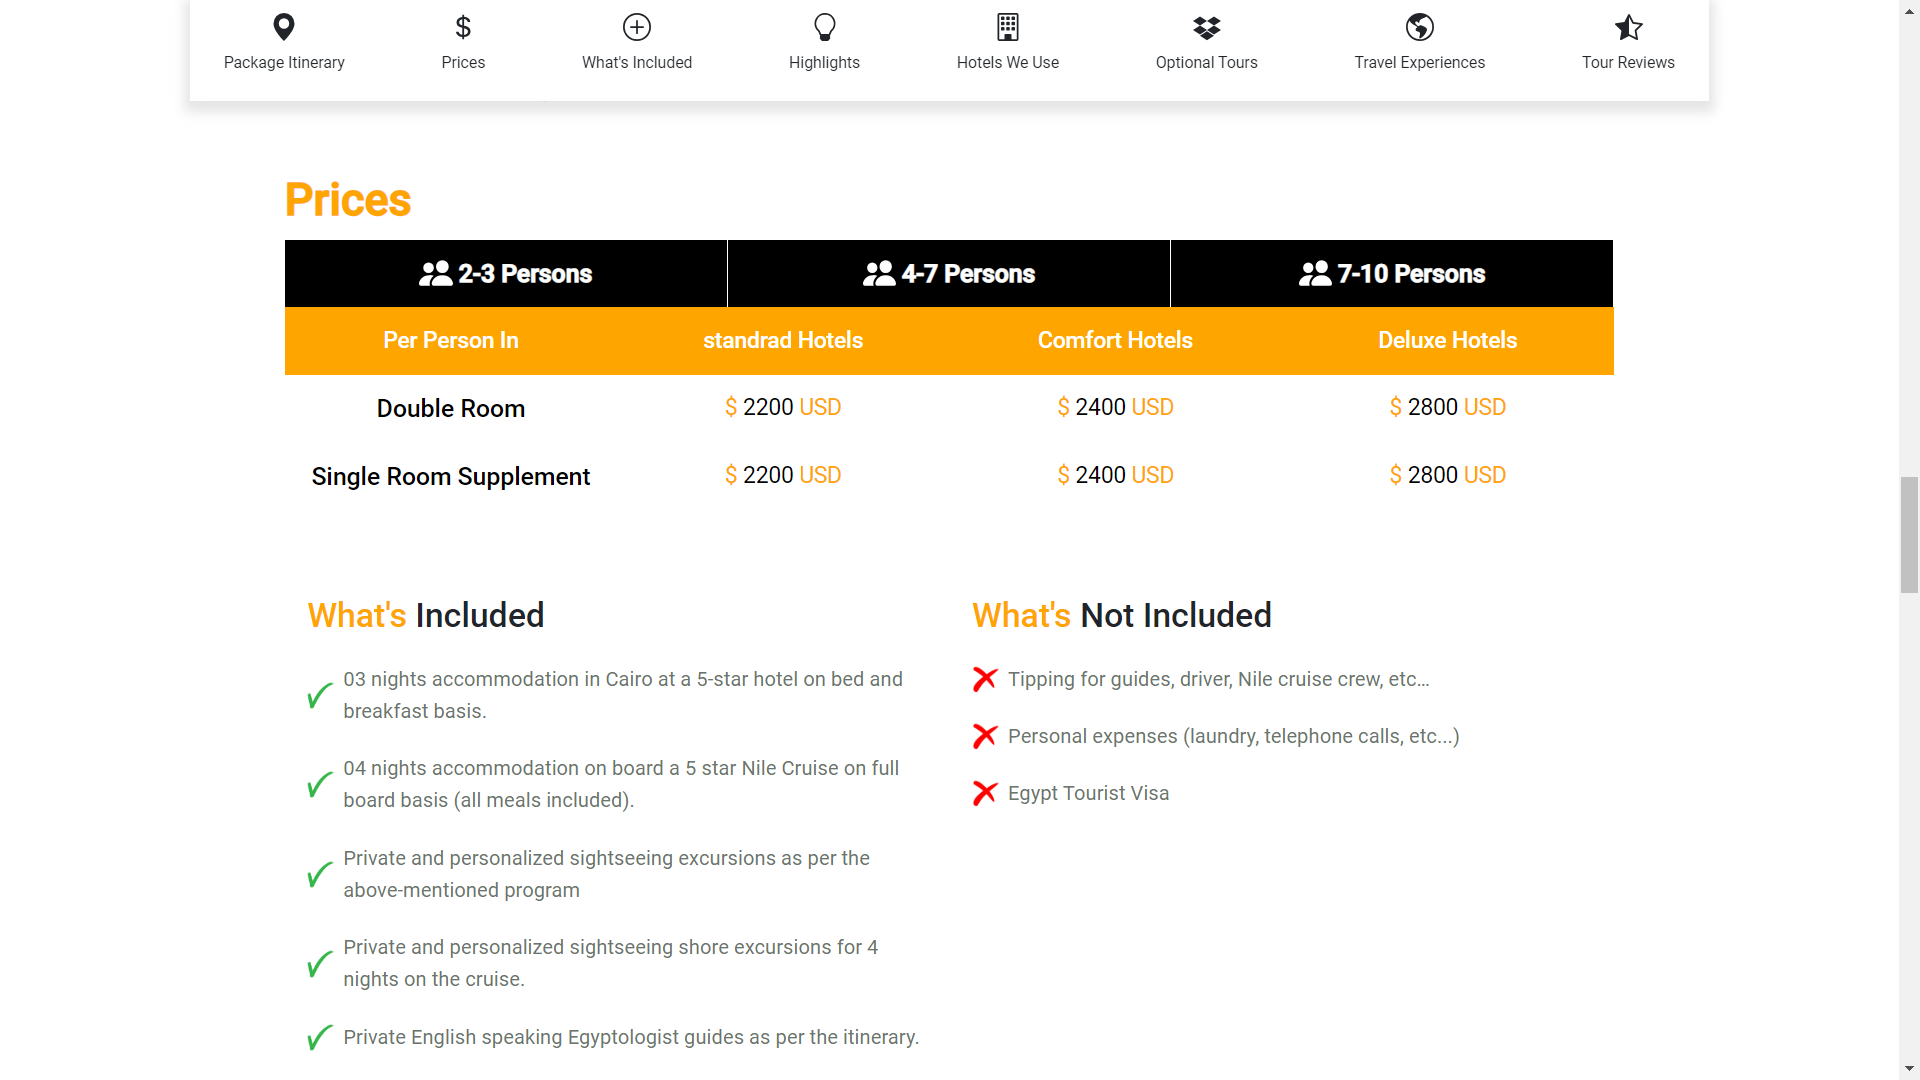 Package Itinerary Prices What's Included Highlights Hotels We Use Optional Tours Travel Experiences Tour Reviews
Prices
2-3 Persons 4-7 Persons 7-10 Persons
Per Person In standrad Hotels Comfort Hotels Deluxe Hotels
Double Room $ 2200 USD $ 2400 USD $ 2800 USD
Single Room Supplement $ 2200 USD $ 2400 USD $ 2800 USD
What's Included
03 nights accommodation in Cairo at a 5-star hotel on bed and
breakfast basis.
04 nights accommodation on board a 5 star Nile Cruise on full
board basis (all meals included).
Private and personalized sightseeing excursions as per the
above-mentioned program
Private and personalized sightseeing shore excursions for 4
nights on the cruise.
Private English speaking Egyptologist guides as per the itinerary.
What's Not Included
Tipping for guides, driver, Nile cruise crew, etc…
Personal expenses (laundry, telephone calls, etc...)
Egypt Tourist Visa